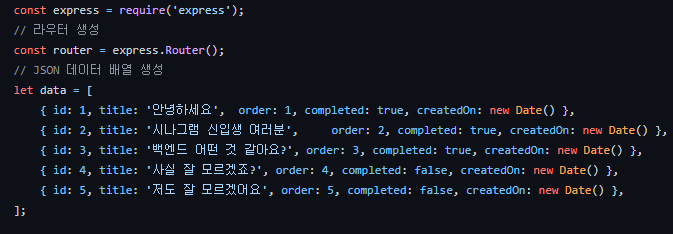 const express = require('express');
// 라우터 생성
const router = express.Router();
// JSON 데이터 배열 생성
let data = [
    { id: 1, title: '안녕하세요',  order: 1, completed: true, createdOn: new Date() },
    { id: 2, title: '시나그램 신입생 여러분',     order: 2, completed: true, createdOn: new Date() },
    { id: 3, title: '백엔드 어떤 것 같아요?', order: 3, completed: true, createdOn: new Date() },
    { id: 4, title: '사실 잘 모르겠죠?', order: 4, completed: false, createdOn: new Date() },
    { id: 5, title: '저도 잘 모르겠어요', order: 5, completed: false, createdOn: new Date() },
];